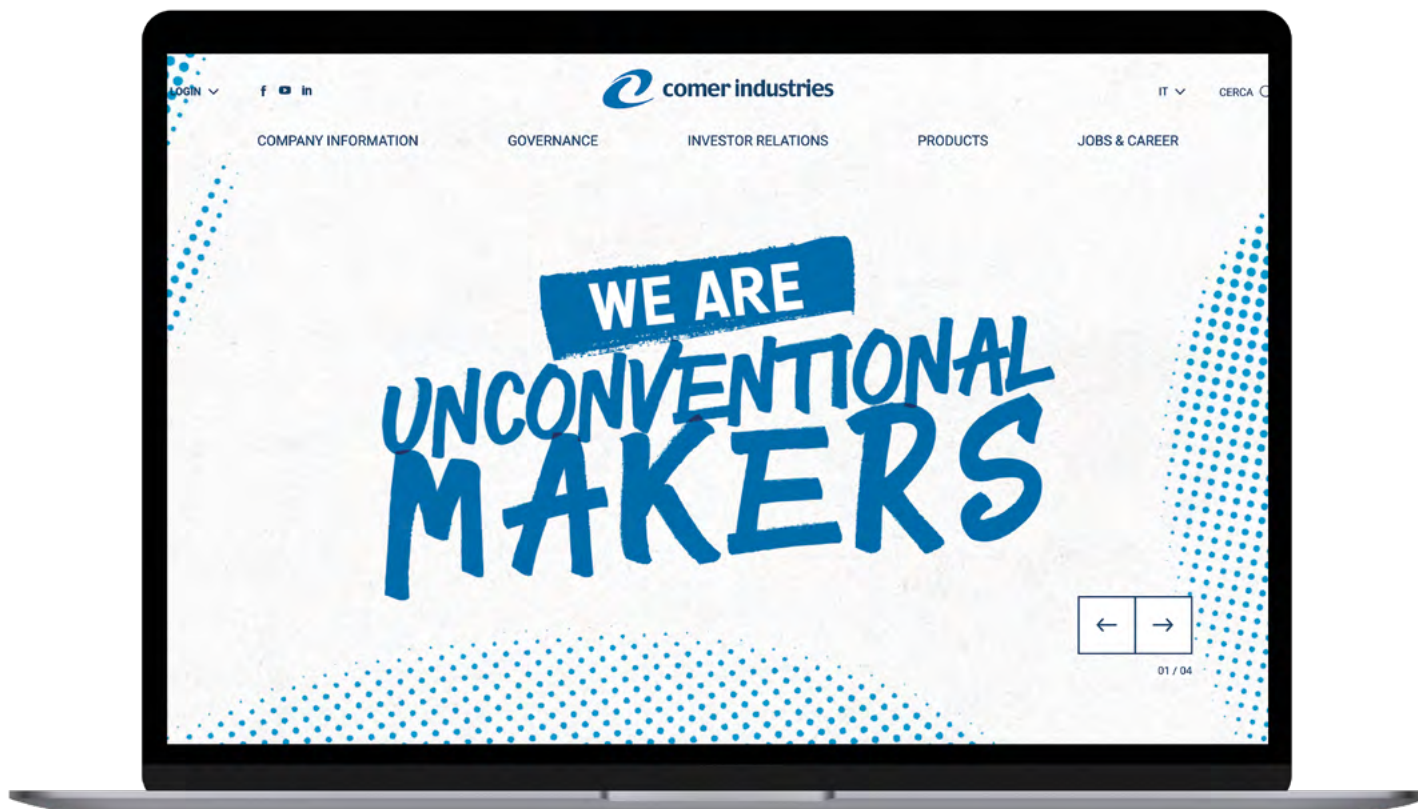 LOGIN
f in
comer industries
IT
CERCA
COMPANY INFORMATION
GOVERNANCE
INVESTOR RELATIONS
PRODUCTS
JOBS & CAREER
WE ARE
UNCONVENTIONAL
MAKERS
01 / 04